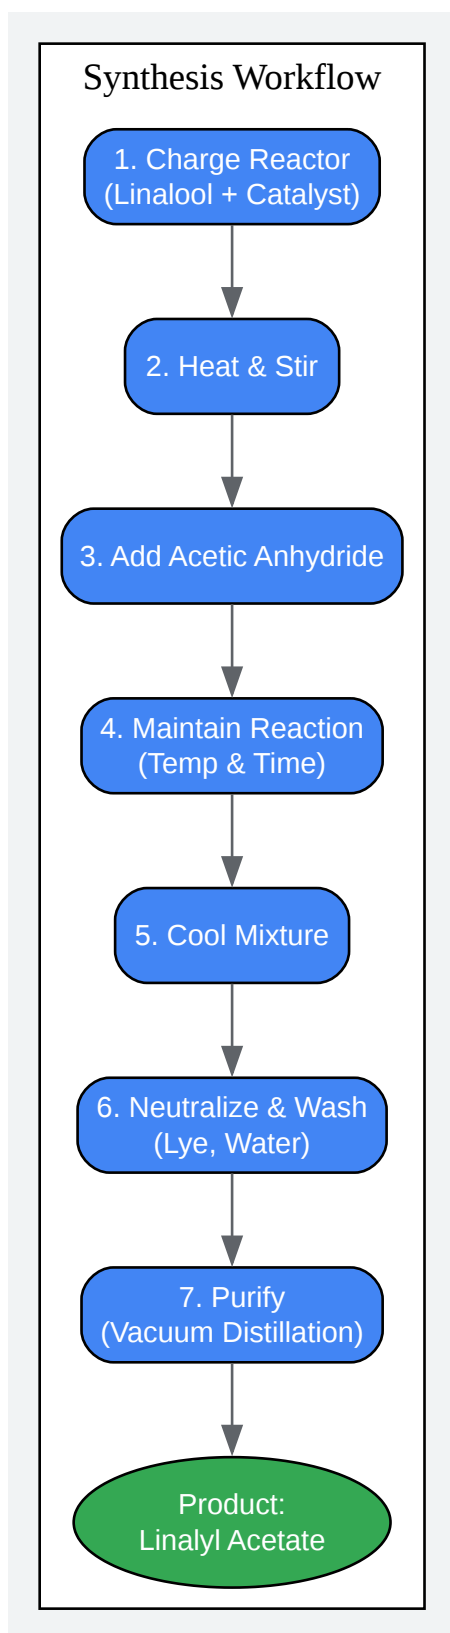 Synthesis Workflow
1. Charge Reactor
(Linalool + Catalyst)
2. Heat & Stir
3. Add Acetic Anhydride
4. Maintain Reaction
(Temp & Time)
5. Cool Mixture
6. Neutralize & Wash
(Lye, Water)
7. Purify
(Vacuum Distillation)
Product:
Linalyl Acetate